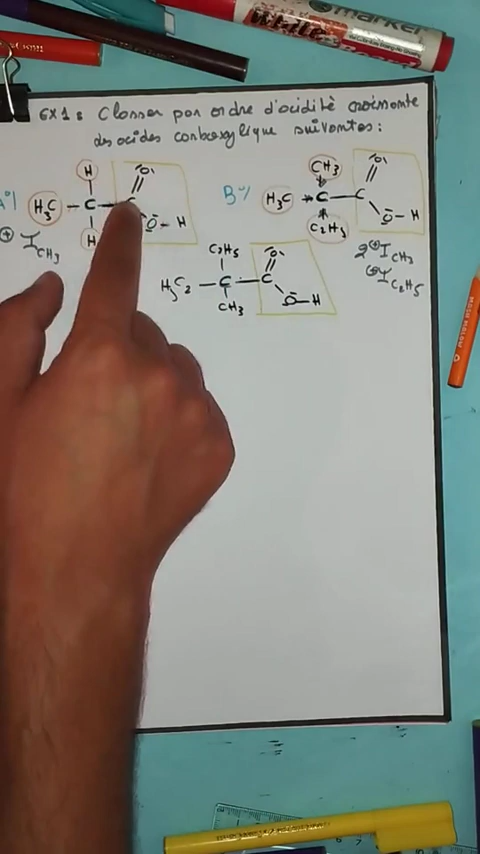 marker
White
EX1 : Classer par ordre d'acidité croissante
des acides carboxylique suivantes :
H
CH3
H3C - C - C
O
O - H
B°/
H3C - C - C
O
O - H
H
C2H5
+ I CH3
2 + I CH3
+ I C2H5
C2H5
H5C2 - C - C
O
O - H
CH3